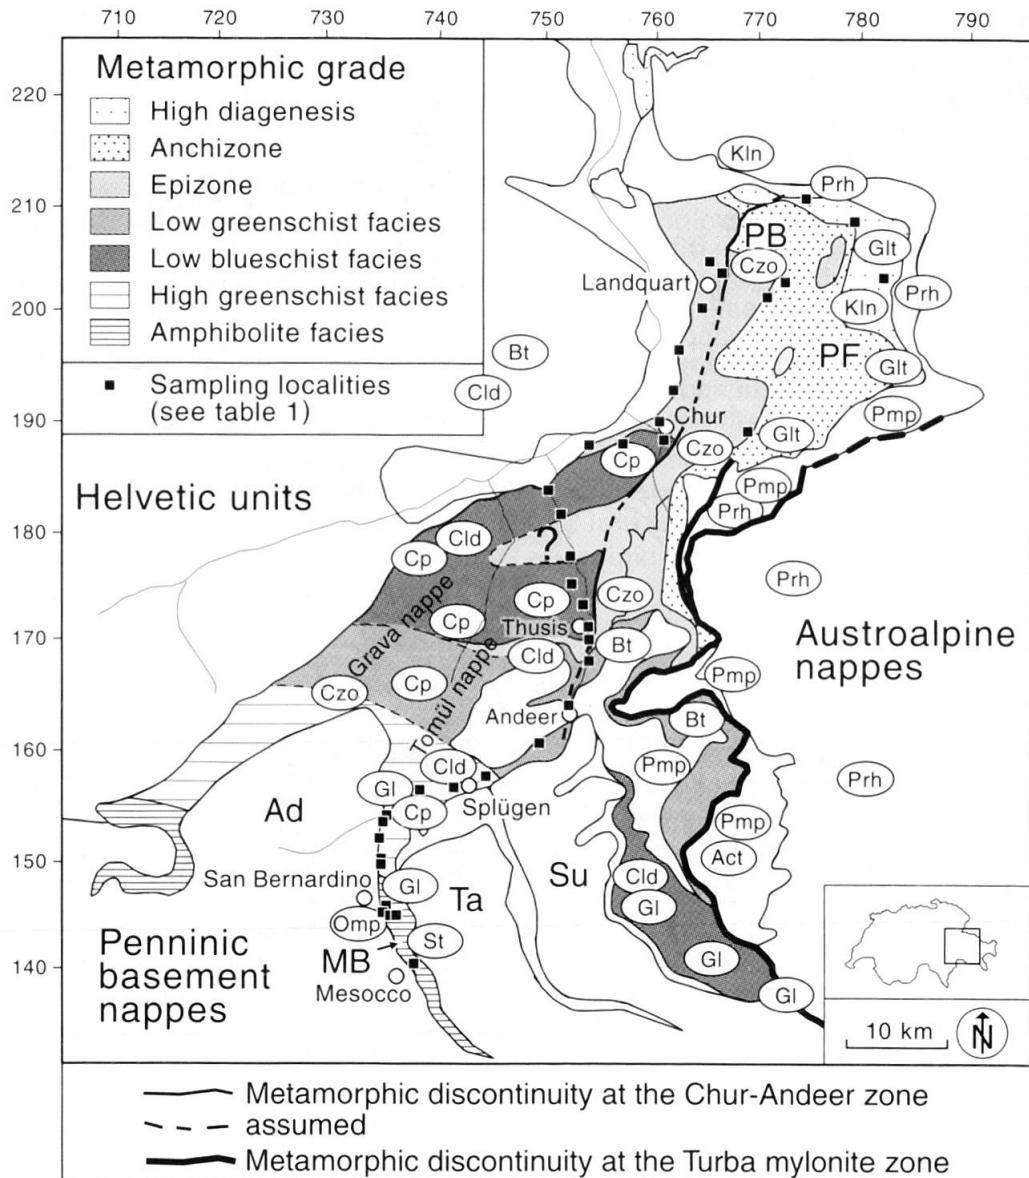 710 720 730 740 750 760 770 780 790
220
210
200
190
180
170
160
150
140
Metamorphic grade
High diagenesis
Anchizone
Epizone
Low greenschist facies
Low blueschist facies
High greenschist facies
Amphibolite facies
Sampling localities
(see table 1)
Kln
Prh
PB
Czo
Glt
Landquart
Kln
Prh
Bt
PF
Cld
Glt
Chur
Pmp
Czo
Glt
Cp
Helvetic units
Pmp
Prh
?
Cld
Cp
Prh
Cp
Czo
Grava nappe
Cp
Thusis
Bt
Austroalpine
nappes
Cld
Tomül nappe
Cp
Czo
Pmp
Andeer
Bt
Cld
Pmp
Prh
Gl
Splügen
Ad
Cp
Pmp
Act
San Bernardino
Gl
Ta
Su
Cld
Gl
Omp
St
Penninic
basement
nappes
MB
Mesocco
Gl
Gl
10 km
N
Metamorphic discontinuity at the Chur-Andeer zone
assumed
Metamorphic discontinuity at the Turba mylonite zone